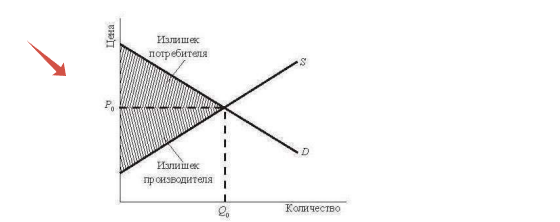 Цена
Излишек
потребителя
S
P₀
D
Излишек
производителя
Q₀
Количество